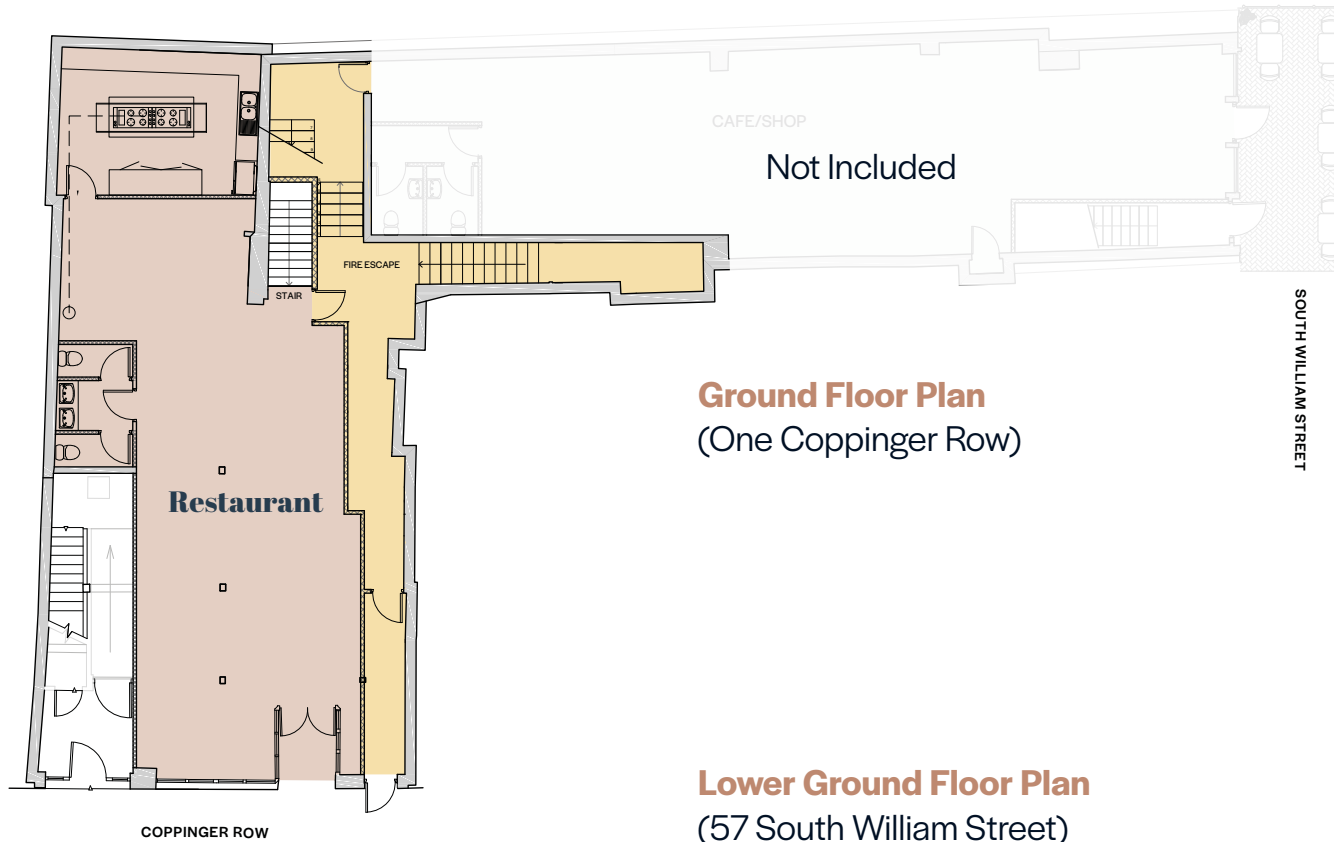 CAFE/SHOP
Not Included
FIRE ESCAPE
STAIR
SOUTH WILLIAM STREET
Ground Floor Plan
(One Coppinger Row)
Restaurant
Lower Ground Floor Plan
(57 South William Street)
COPPINGER ROW